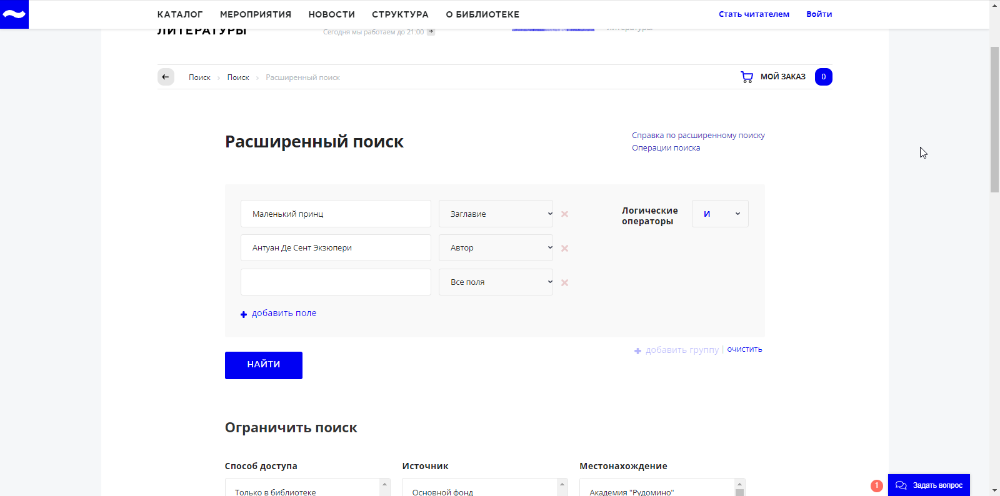 КАТАЛОГ МЕРОПРИЯТИЯ НОВОСТИ СТРУКТУРА О БИБЛИОТЕКЕ Стать читателем Войти
ЛИТЕРАТУРЫ Сегодня мы работаем до 21:00 литературы
Поиск Поиск Расширенный поиск МОЙ ЗАКАЗ 0
Расширенный поиск
Справка по расширенному поиску
Операции поиска
Маленький принц Заглавие
Логические
операторы
И
Антуан Де Сент Экзюпери Автор
Все поля
добавить поле
добавить группу | очистить
НАЙТИ
Ограничить поиск
Способ доступа Источник Местонахождение
Только в библиотеке Основной фонд Академия "Рудомино"
1 Задать вопрос